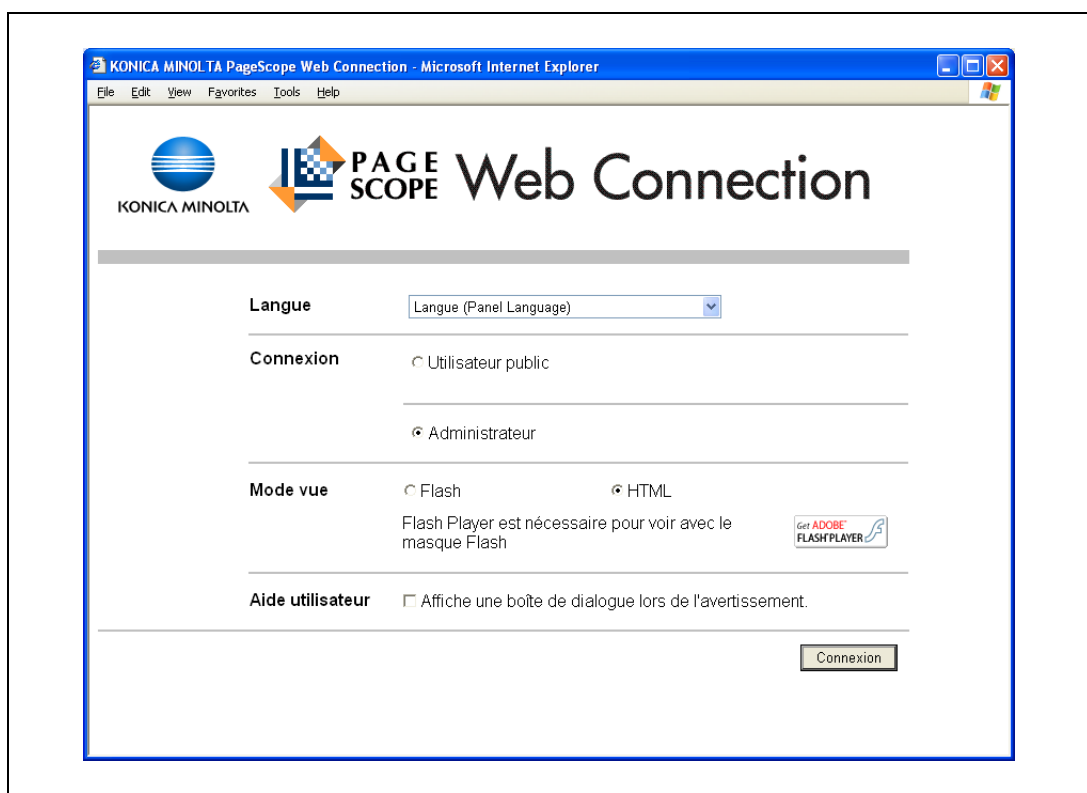 KONICA MINOLTA PageScope Web Connection - Microsoft Internet Explorer
File Edit View Favorites Tools Help
KONICA MINOLTA
PAGE SCOPE Web Connection
Langue Langue (Panel Language)
Connexion Utilisateur public
Administrateur
Mode vue Flash HTML
Flash Player est nécessaire pour voir avec le
masque Flash
Get ADOBE
FLASH PLAYER
Aide utilisateur Affiche une boîte de dialogue lors de l'avertissement.
Connexion